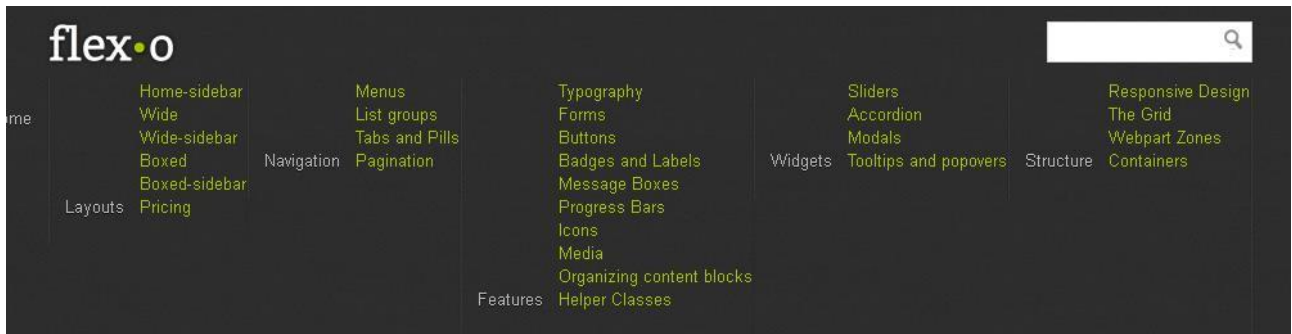 flex•o
ome
Layouts
Home-sidebar
Wide
Wide-sidebar
Boxed
Boxed-sidebar
Pricing
Navigation
Menus
List groups
Tabs and Pills
Pagination
Features
Typography
Forms
Buttons
Badges and Labels
Message Boxes
Progress Bars
Icons
Media
Organizing content blocks
Helper Classes
Widgets
Sliders
Accordion
Modals
Tooltips and popovers
Structure
Responsive Design
The Grid
Webpart Zones
Containers